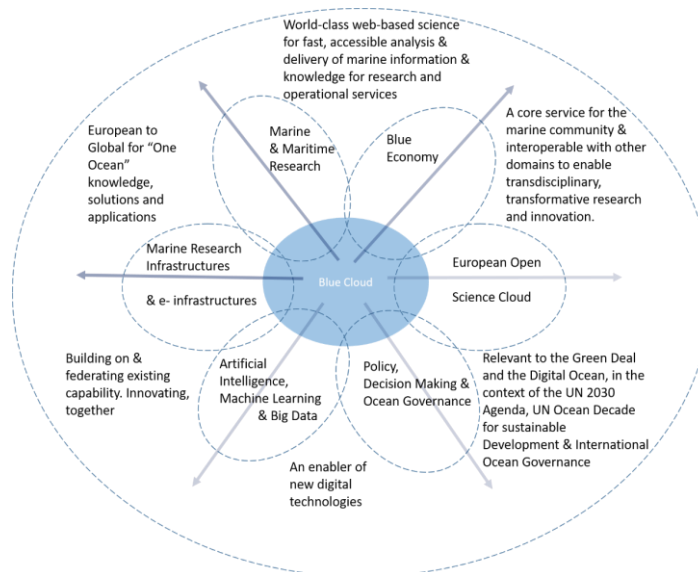 World-class web-based science
for fast, accessible analysis &
delivery of marine information &
knowledge for research and
operational services
European to
Global for “One
Ocean”
knowledge,
solutions and
applications
Marine
& Maritime
Research
Blue
Economy
A core service for the
marine community &
interoperable with other
domains to enable
transdisciplinary,
transformative research
and innovation.
Marine Research
Infrastructures
& e- infrastructures
Blue Cloud
European Open
Science Cloud
Building on &
federating existing
capability. Innovating,
together
Artificial
Intelligence,
Machine Learning
& Big Data
Policy,
Decision Making &
Ocean Governance
Relevant to the Green Deal
and the Digital Ocean, in the
context of the UN 2030
Agenda, UN Ocean Decade
for sustainable
Development & International
Ocean Governance
An enabler of
new digital
technologies